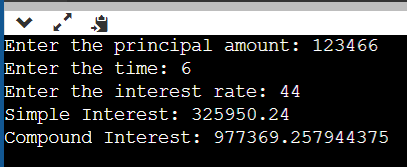 Enter the principal amount: 123466
Enter the time: 6
Enter the interest rate: 44
Simple Interest: 325950.24
Compound Interest: 977369.257944375